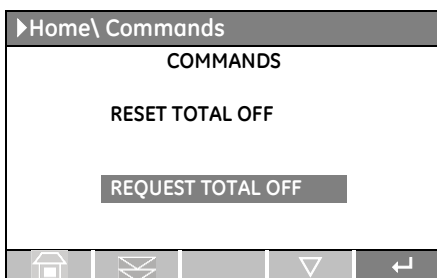 Home\ Commands
COMMANDS
RESET TOTAL OFF
REQUEST TOTAL OFF